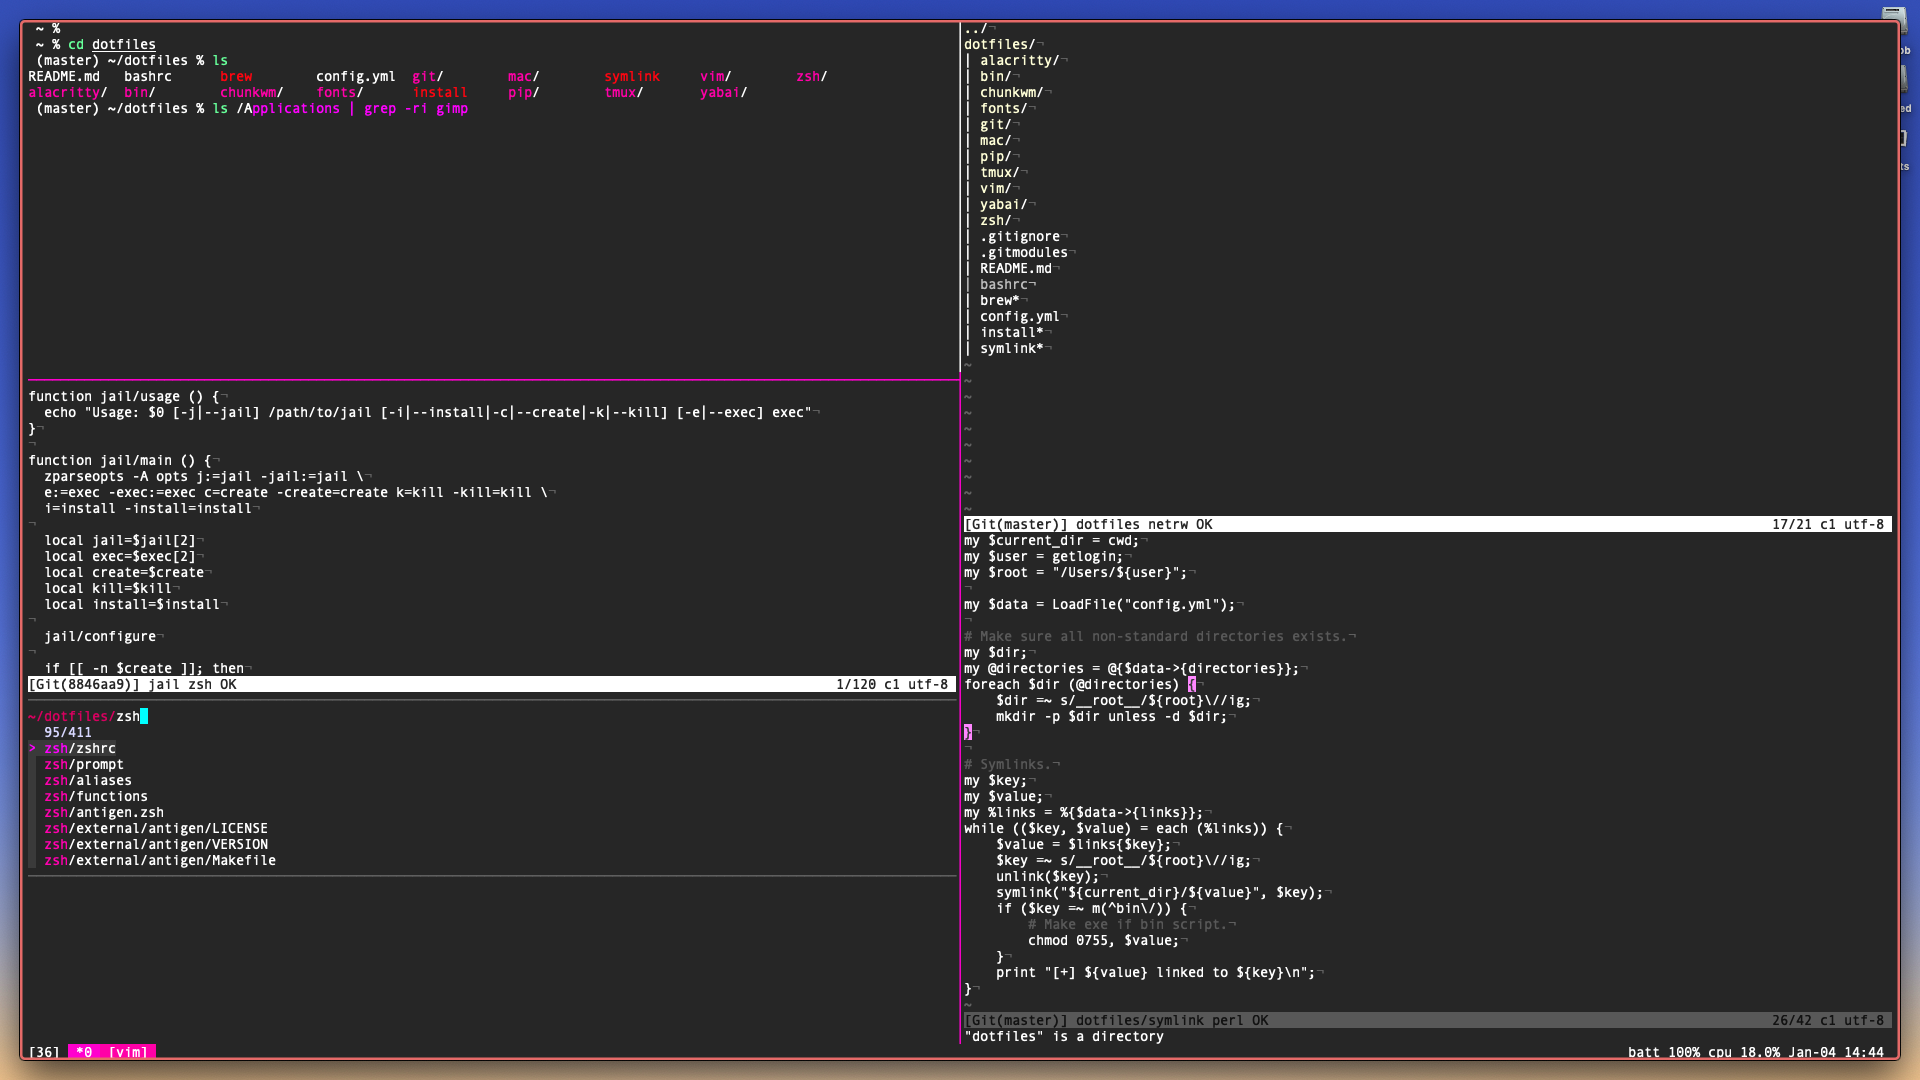 ~ %
~ % cd dotfiles
(master) ~/dotfiles % ls
README.md bashrc brew config.yml git/ mac/ symlink vim/ zsh/
alacritty/ bin/ chunkwm/ fonts/ install pip/ tmux/ yabai/
(master) ~/dotfiles % ls /Applications | grep -ri gimp
function jail/usage () {¬
echo "Usage: $0 [-j|--jail] /path/to/jail [-i|--install|-c|--create|-k|--kill] [-e|--exec] exec"¬
}¬
¬
function jail/main () {¬
zparseopts -A opts j:=jail -jail:=jail \¬
e:=exec -exec:=exec c=create -create=create k=kill -kill=kill \¬
i=install -install=install¬
¬
local jail=$jail[2]¬
local exec=$exec[2]¬
local create=$create¬
local kill=$kill¬
local install=$install¬
¬
jail/configure¬
¬
if [[ -n $create ]]; then¬
[Git(8846aa9)] jail zsh OK 1/120 c1 utf-8
~/dotfiles/zsh
95/411
> zsh/zshrc
zsh/prompt
zsh/aliases
zsh/functions
zsh/antigen.zsh
zsh/external/antigen/LICENSE
zsh/external/antigen/VERSION
zsh/external/antigen/Makefile
../¬
dotfiles/¬
| alacritty/¬
| bin/¬
| chunkwm/¬
| fonts/¬
| git/¬
| mac/¬
| pip/¬
| tmux/¬
| vim/¬
| yabai/¬
| zsh/¬
| .gitignore¬
| .gitmodules¬
| README.md¬
| bashrc¬
| brew*¬
| config.yml¬
| install*¬
| symlink*¬
~
~
~
~
~
~
~
~
~
~
[Git(master)] dotfiles netrw OK 17/21 c1 utf-8
my $current_dir = cwd;¬
my $user = getlogin;¬
my $root = "/Users/${user}";¬
¬
my $data = LoadFile("config.yml");¬
¬
# Make sure all non-standard directories exists.¬
my $dir;¬
my @directories = @{$data->{directories}};¬
foreach $dir (@directories) {¬
$dir =~ s/__root__/${root}\//ig;¬
mkdir -p $dir unless -d $dir;¬
}¬
¬
# Symlinks.¬
my $key;¬
my $value;¬
my %links = %{$data->{links}};¬
while (($key, $value) = each (%links)) {¬
$value = $links{$key};¬
$key =~ s/__root__/${root}\//ig;¬
unlink($key);¬
symlink("${current_dir}/${value}", $key);¬
if ($key =~ m(^bin\/)) {¬
# Make exe if bin script.¬
chmod 0755, $value;¬
}¬
print "[+] ${value} linked to ${key}\n";¬
}¬
~
[Git(master)] dotfiles/symlink perl OK 26/42 c1 utf-8
"dotfiles" is a directory
[36] *0 [vim] batt 100% cpu 18.0% Jan-04 14:44